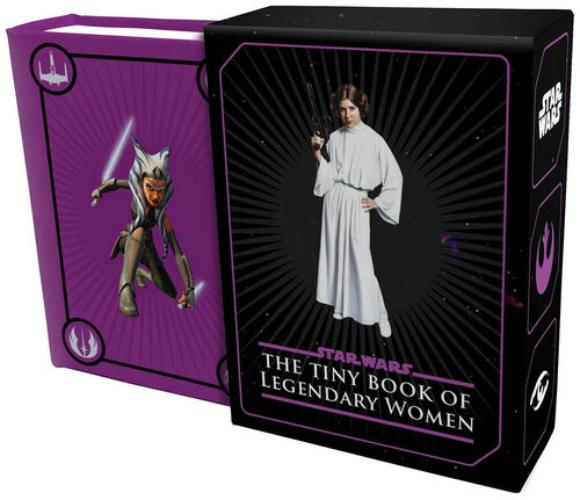 STAR WARS
THE TINY BOOK OF
LEGENDARY WOMEN
STAR
WARS